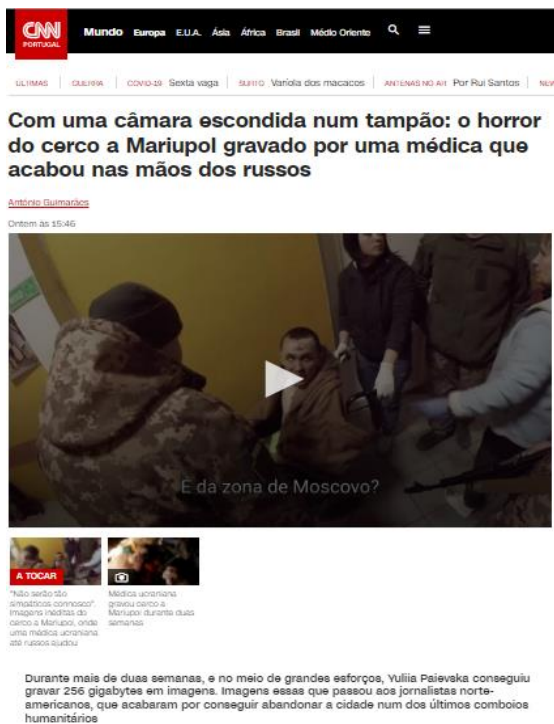 CNN
PORTUGAL
Mundo Europa E.U.A. Ásia África Brasil Médio Oriente
ÚLTIMAS GUERRA COVID-19 Sexta vaga SURTO Varíola dos macacos ANTENAS NO AR Por Rui Santos NEW
Com uma câmara escondida num tampão: o horror
do cerco a Mariupol gravado por uma médica que
acabou nas mãos dos russos
António Guimarães
Ontem às 15:46
É da zona de Moscovo?
A TOCAR
"Não serão tão
simpáticos connosco".
Imagens inéditas do
cerco a Mariupol, onde
uma médica ucraniana
até russos ajudou
Médica ucraniana
gravou cerco a
Mariupol durante duas
semanas
Durante mais de duas semanas, e no meio de grandes esforços, Yuliia Paievska conseguiu
gravar 256 gigabytes em imagens. Imagens essas que passou aos jornalistas norte-
americanos, que acabaram por conseguir abandonar a cidade num dos últimos comboios
humanitários